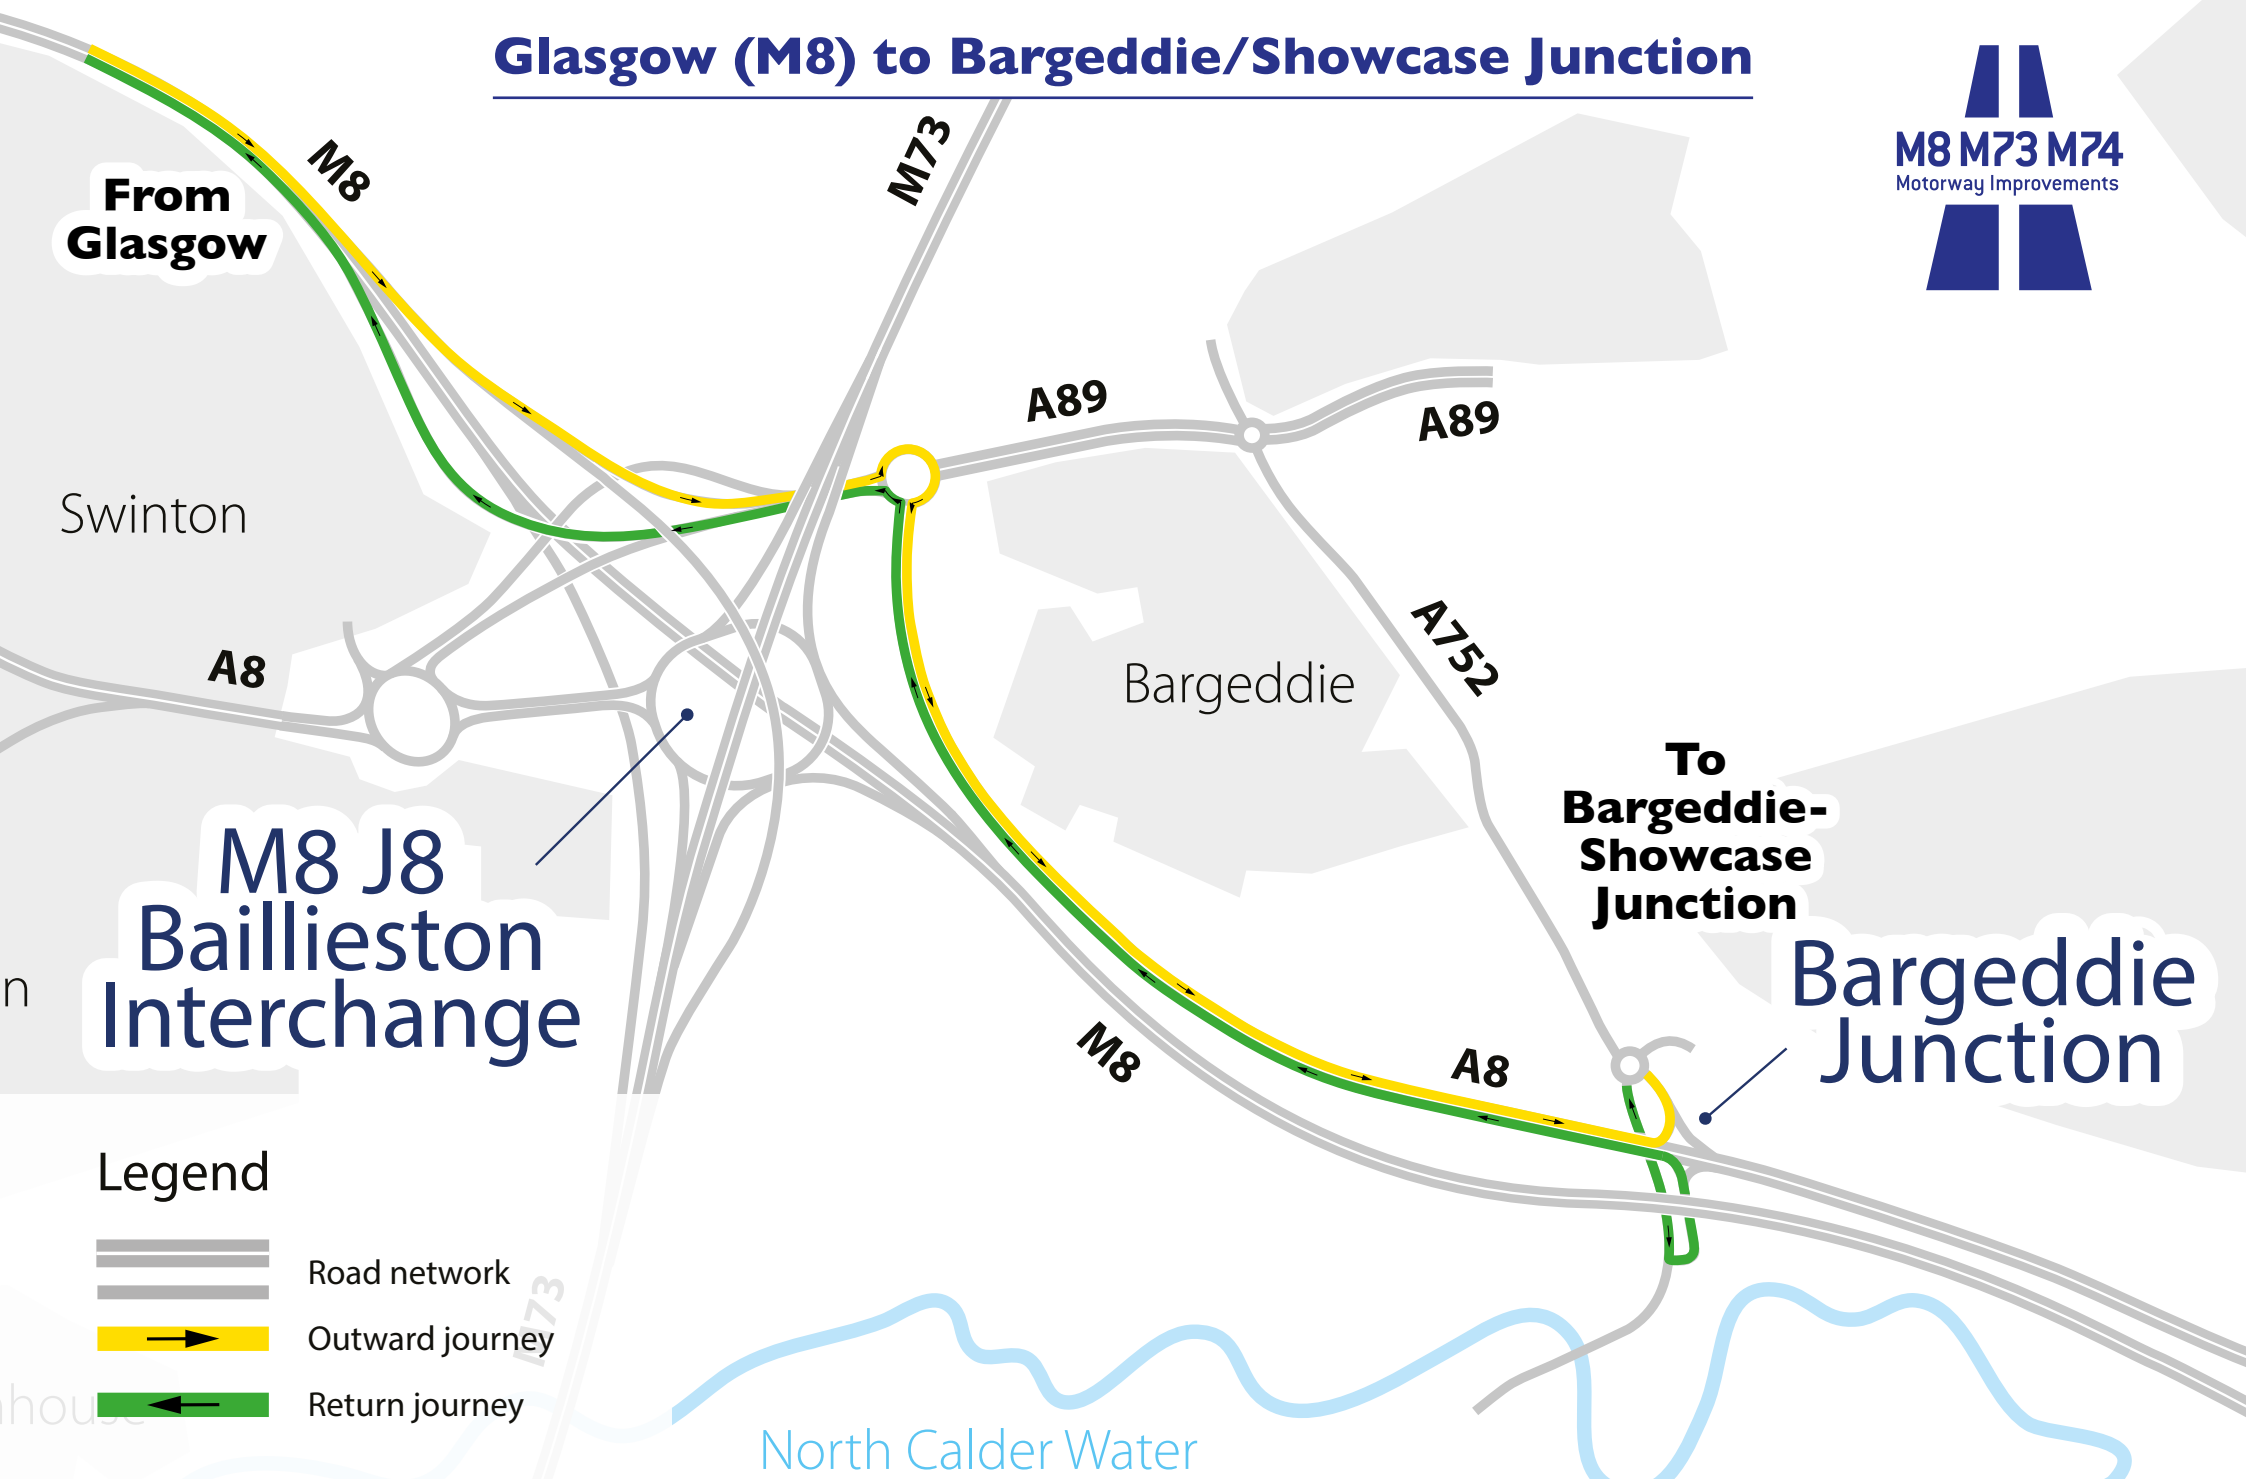 Glasgow (M8) to Bargeddie/Showcase Junction
M8 M73 M74
Motorway Improvements
M8
M73
From
Glasgow
A89
A89
Swinton
A8
A752
Bargeddie
To
Bargeddie-
Showcase
Junction
M8 J8
Baillieston
Interchange
Bargeddie
Junction
n
M8
A8
Legend
Road network
M73
Outward journey
Return journey
house
North Calder Water